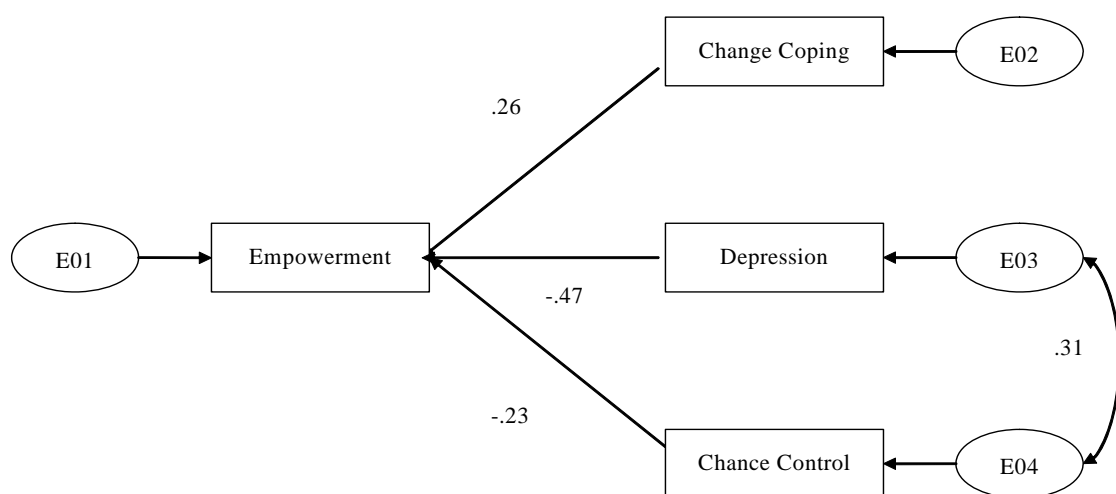 Change Coping
E02
.26
E01
Empowerment
Depression
E03
-.47
.31
-.23
Chance Control
E04